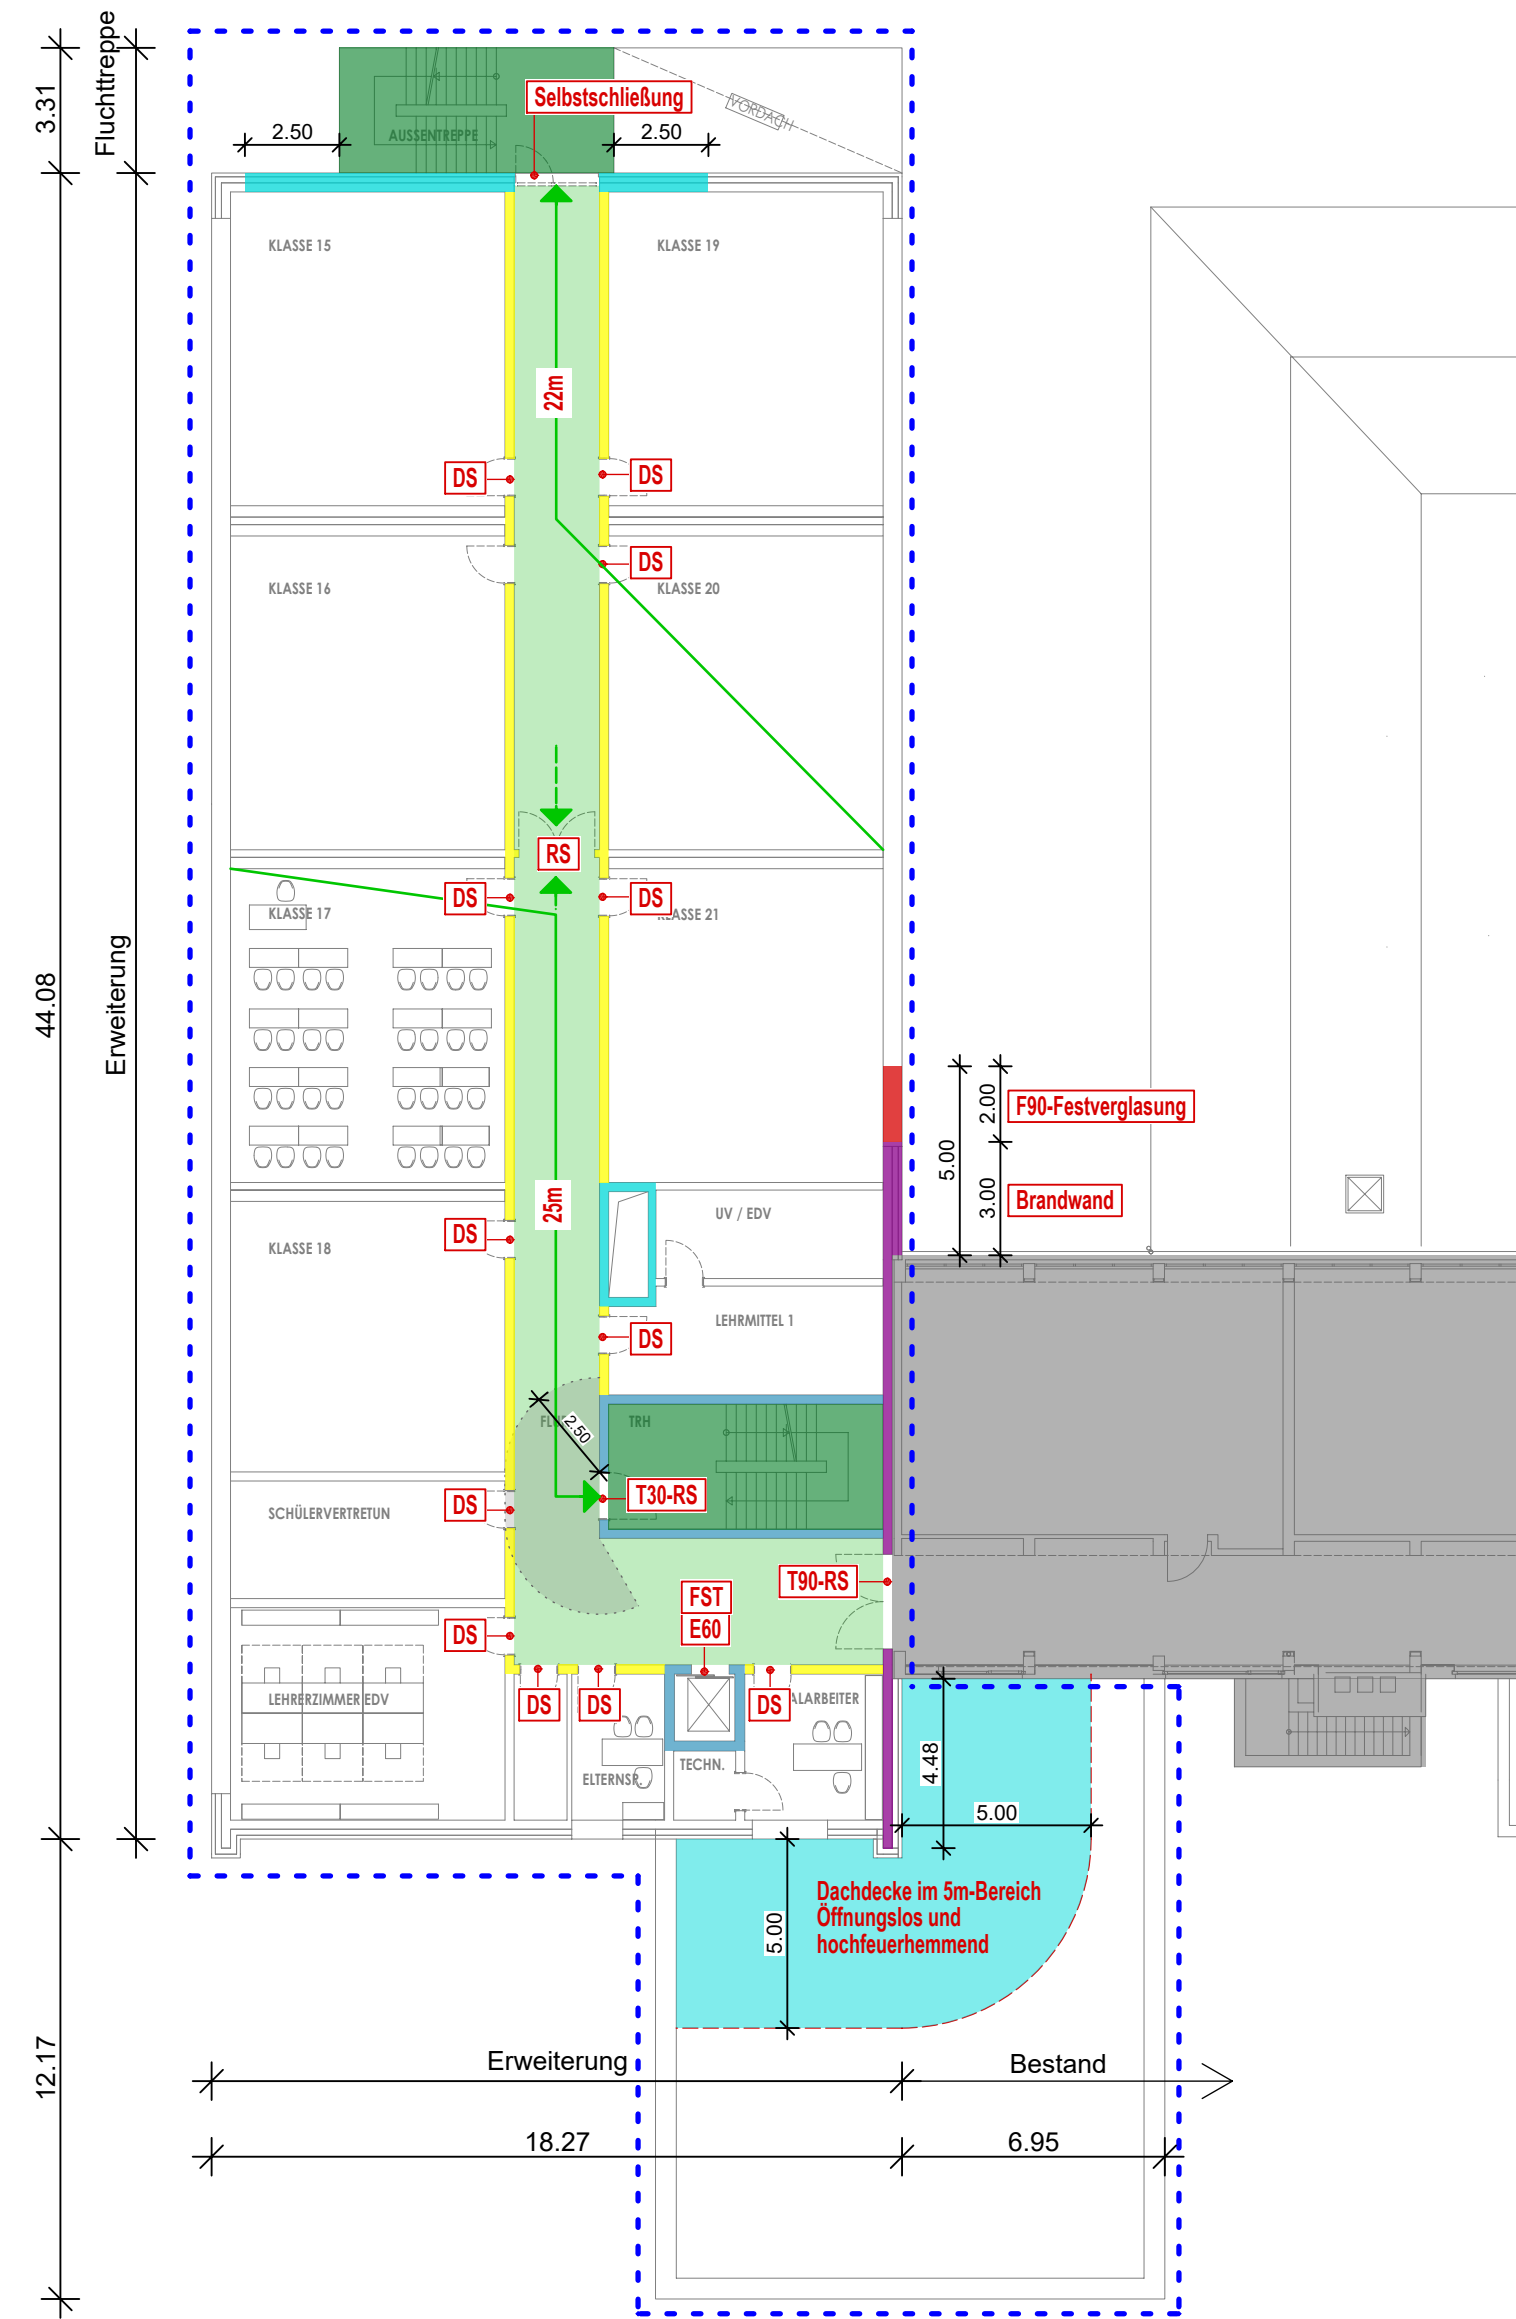 Fluchttreppe
3.31
Selbstschließung
VORDACH
2.50
AUSSENTREPPE
2.50
KLASSE 15
KLASSE 19
22m
DS
DS
DS
KLASSE 16
KLASSE 20
RS
DS
DS
KLASSE 17
KLASSE 21
44.08
Erweiterung
2.00
F90-Festverglasung
5.00
3.00
Brandwand
25m
UV / EDV
DS
KLASSE 18
LEHRMITTEL 1
DS
2.50
TRH
T30-RS
DS
SCHÜLERVERTRETUN
T90-RS
FST
E60
DS
LEHRERZIMMER EDV
DS
DS
DS
ALARBEITER
TECHN.
ELTERNSR.
4.48
5.00
5.00
Dachdecke im 5m-Bereich
Öffnungslos und
hochfeuerhemmend
12.17
Erweiterung
Bestand
18.27
6.95